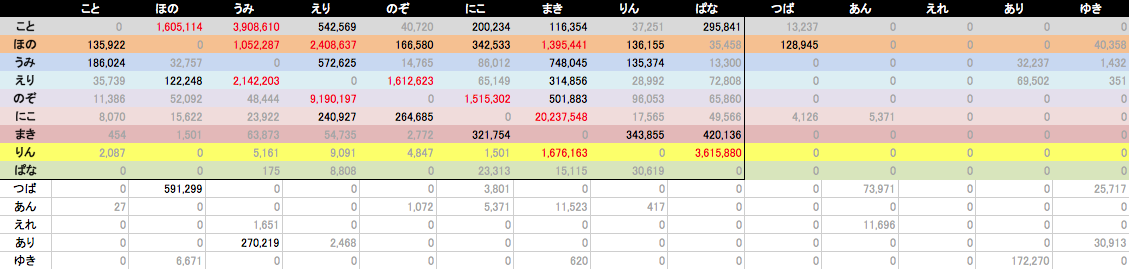 こと ほの うみ えり のぞ にこ まき りん ぱな つば あん えれ あり ゆき
こと 0 1,605,114 3,908,610 542,569 40,720 200,234 116,354 37,251 295,841 13,237 0 0 0 0
ほの 135,922 0 1,052,287 2,408,637 166,580 342,533 1,395,441 136,155 35,458 128,945 0 0 0 40,358
うみ 186,024 32,757 0 572,625 14,765 86,012 748,045 135,374 13,300 0 0 0 32,237 1,432
えり 35,739 122,248 2,142,203 0 1,612,623 65,149 314,856 28,992 72,808 0 0 0 69,502 351
のぞ 11,386 52,092 48,444 9,190,197 0 1,515,302 501,883 96,053 65,860 0 0 0 0 0
にこ 8,070 15,622 23,922 240,927 264,685 0 20,237,548 17,565 49,566 4,126 5,371 0 0 0
まき 454 1,501 63,873 54,735 2,772 321,754 0 343,855 420,136 0 0 0 0 0
りん 2,087 0 5,161 9,091 4,847 1,501 1,676,163 0 3,615,880 0 0 0 0 0
ぱな 0 0 175 8,808 0 23,313 15,115 30,619 0 0 0 0 0 0
つば 0 591,299 0 0 0 3,801 0 0 0 0 73,971 0 0 25,717
あん 27 0 0 0 1,072 5,371 11,523 417 0 0 0 0 0 0
えれ 0 0 1,651 0 0 0 0 0 0 0 11,696 0 0 0
あり 0 0 270,219 2,468 0 0 0 0 0 0 0 0 0 30,913
ゆき 0 6,671 0 0 0 0 620 0 0 0 0 0 172,270 0